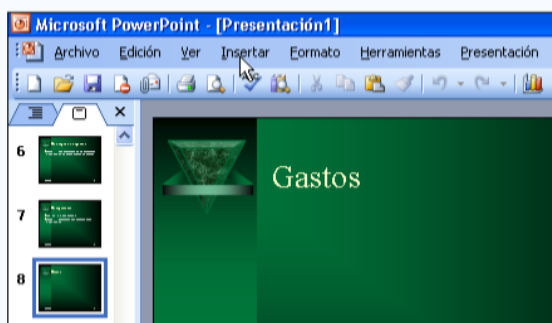 Microsoft PowerPoint - [Presentación1]
Archivo Edición Ver Insertar Formato Herramientas Presentación
6
7
8
Gastos